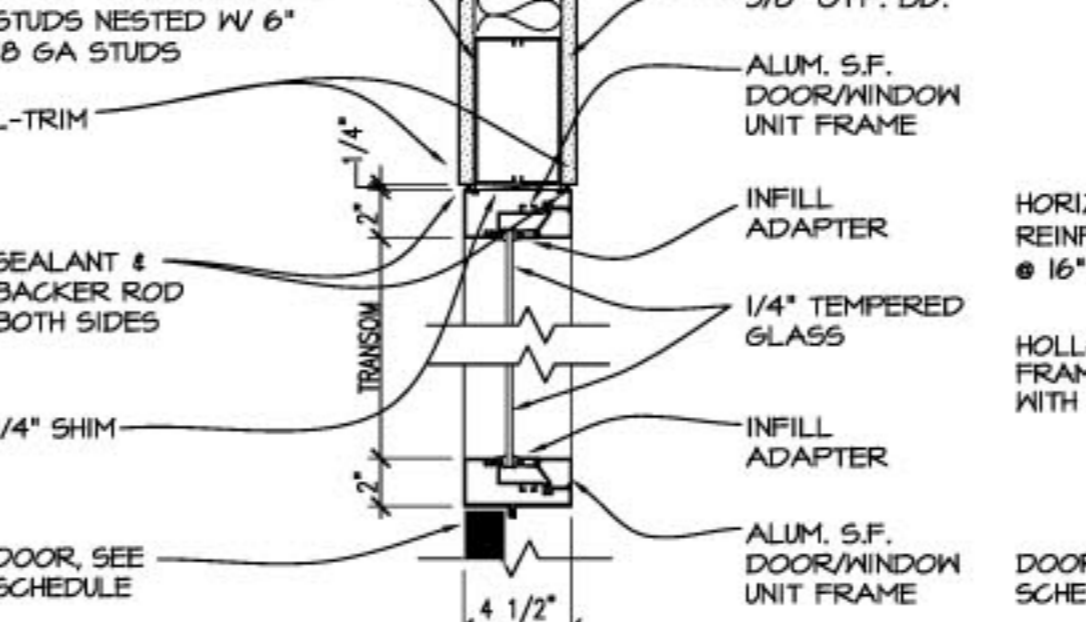 STUDS NESTED W/ 6"
8 GA STUDS
L-TRIM
SEALANT &
BACKER ROD
BOTH SIDES
/4" SHIM
DOOR, SEE
SCHEDULE
1/4"
2"
TRANSOM
2"
4 1/2"
ALUM. S.F.
DOOR/WINDOW
UNIT FRAME
INFILL
ADAPTER
1/4" TEMPERED
GLASS
INFILL
ADAPTER
ALUM. S.F.
DOOR/WINDOW
UNIT FRAME
HORIZ
REINF
@ 16"
HOLL
FRAM
WITH
DOOR
SCHE